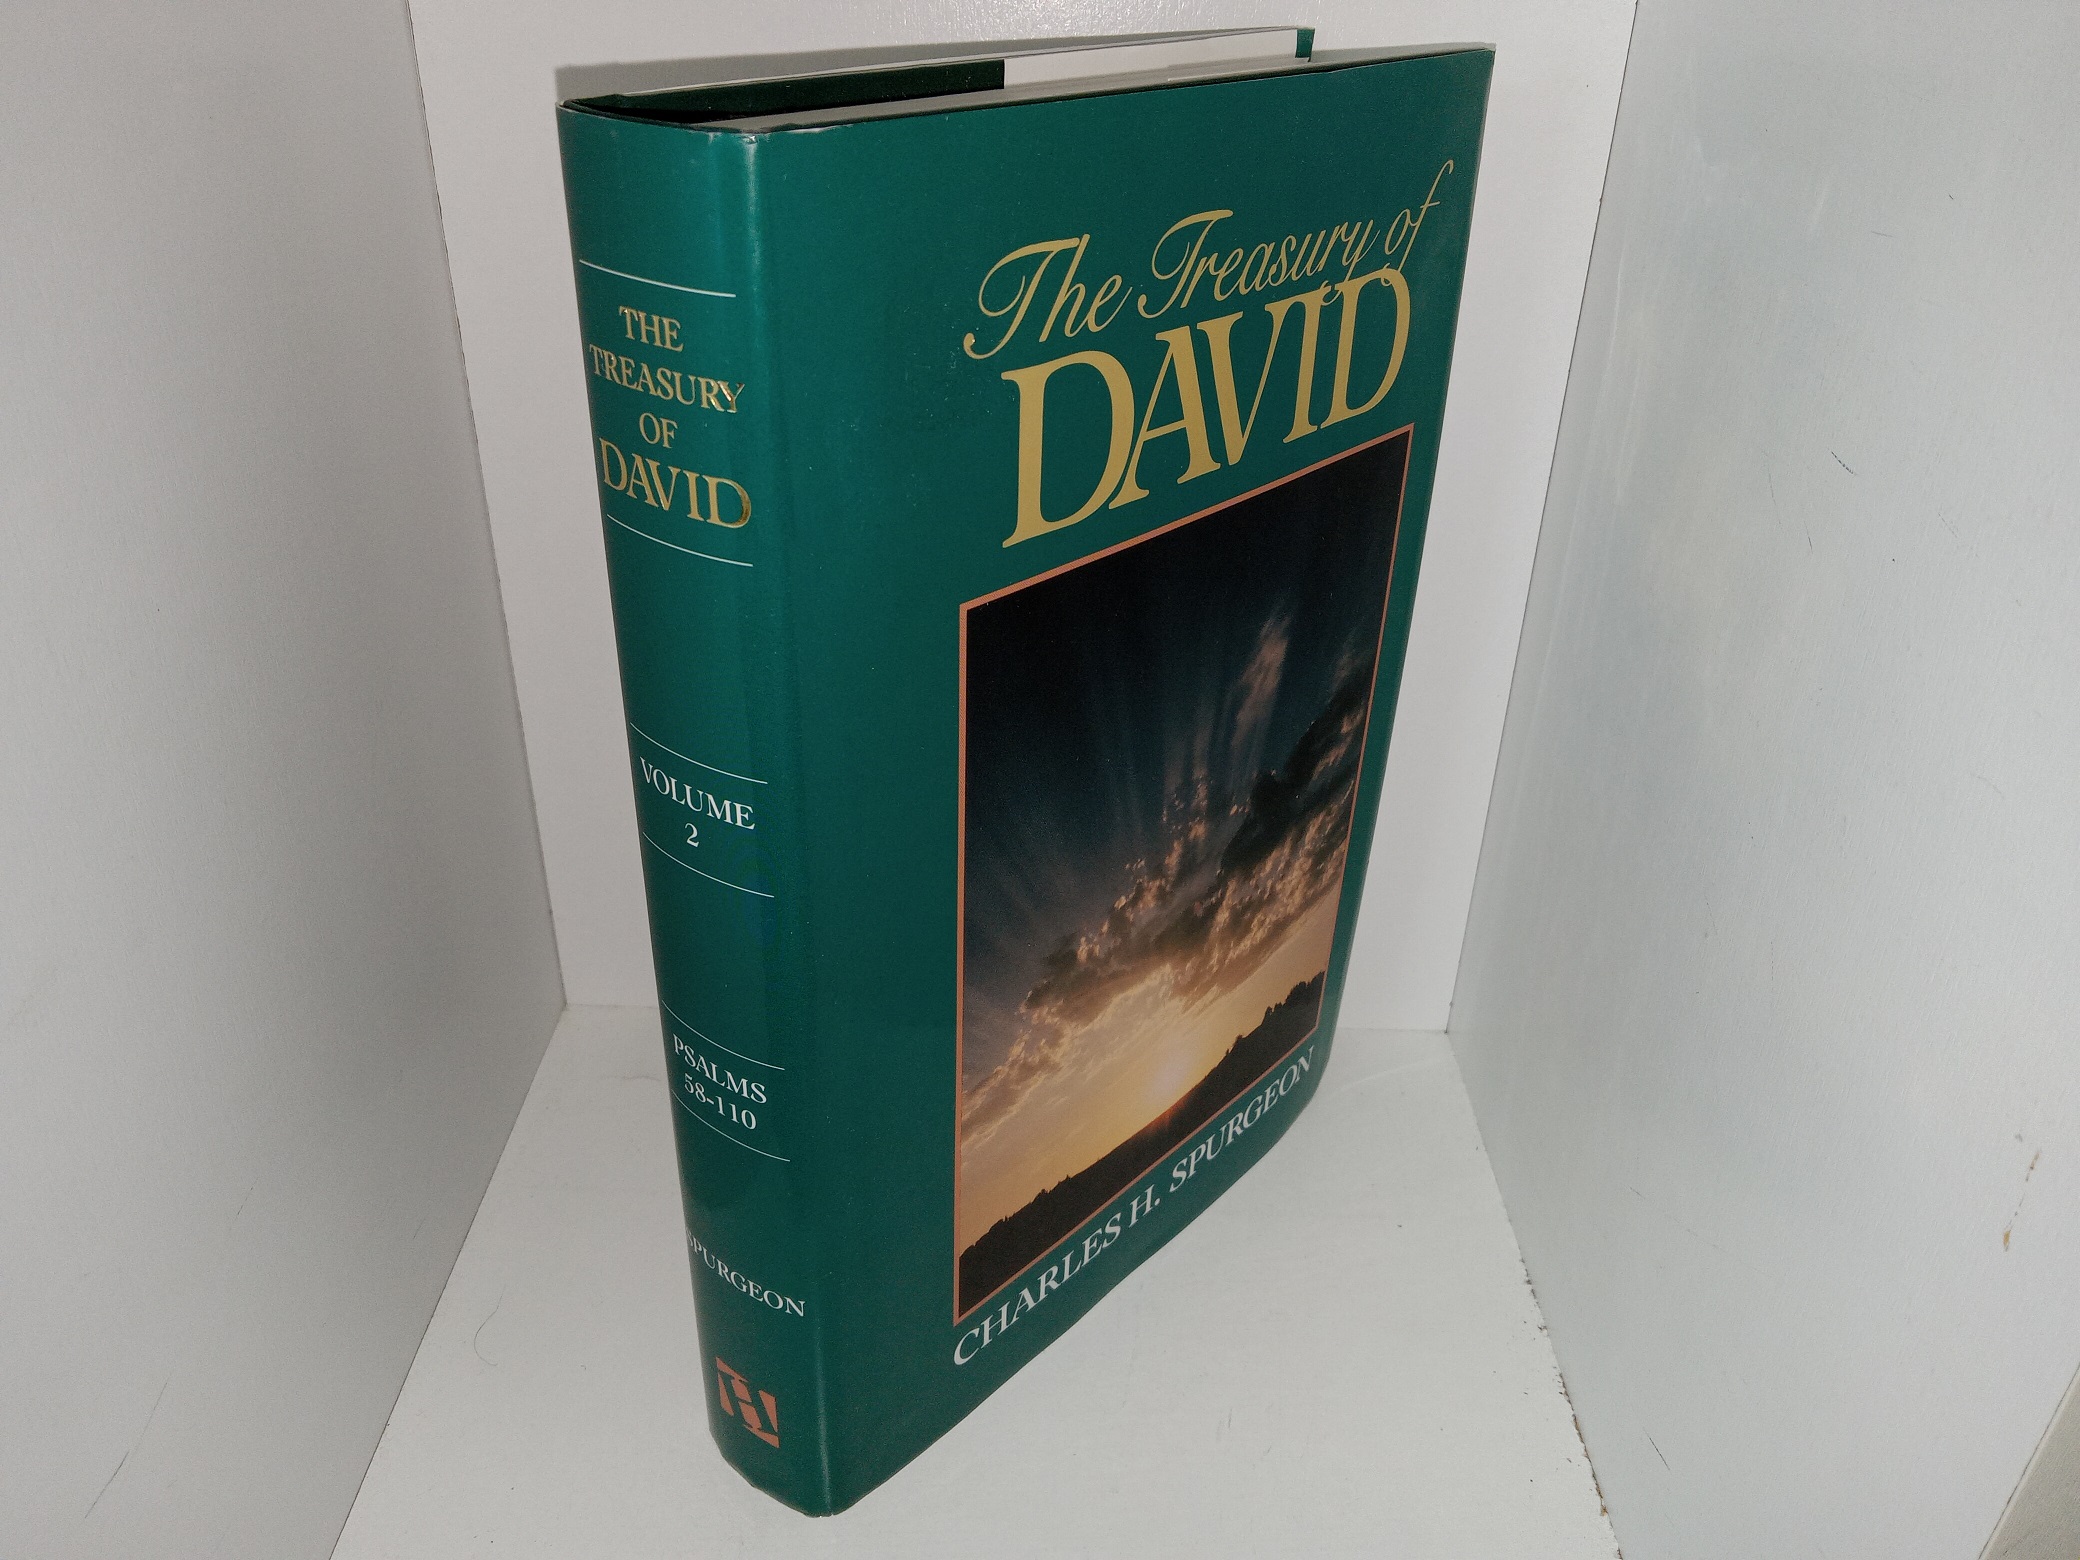 THE
TREASURY
OF
DAVID
VOLUME
2
PSALMS
58-110
SPURGEON
H
The Treasury of
DAVID
CHARLES H. SPURGEON